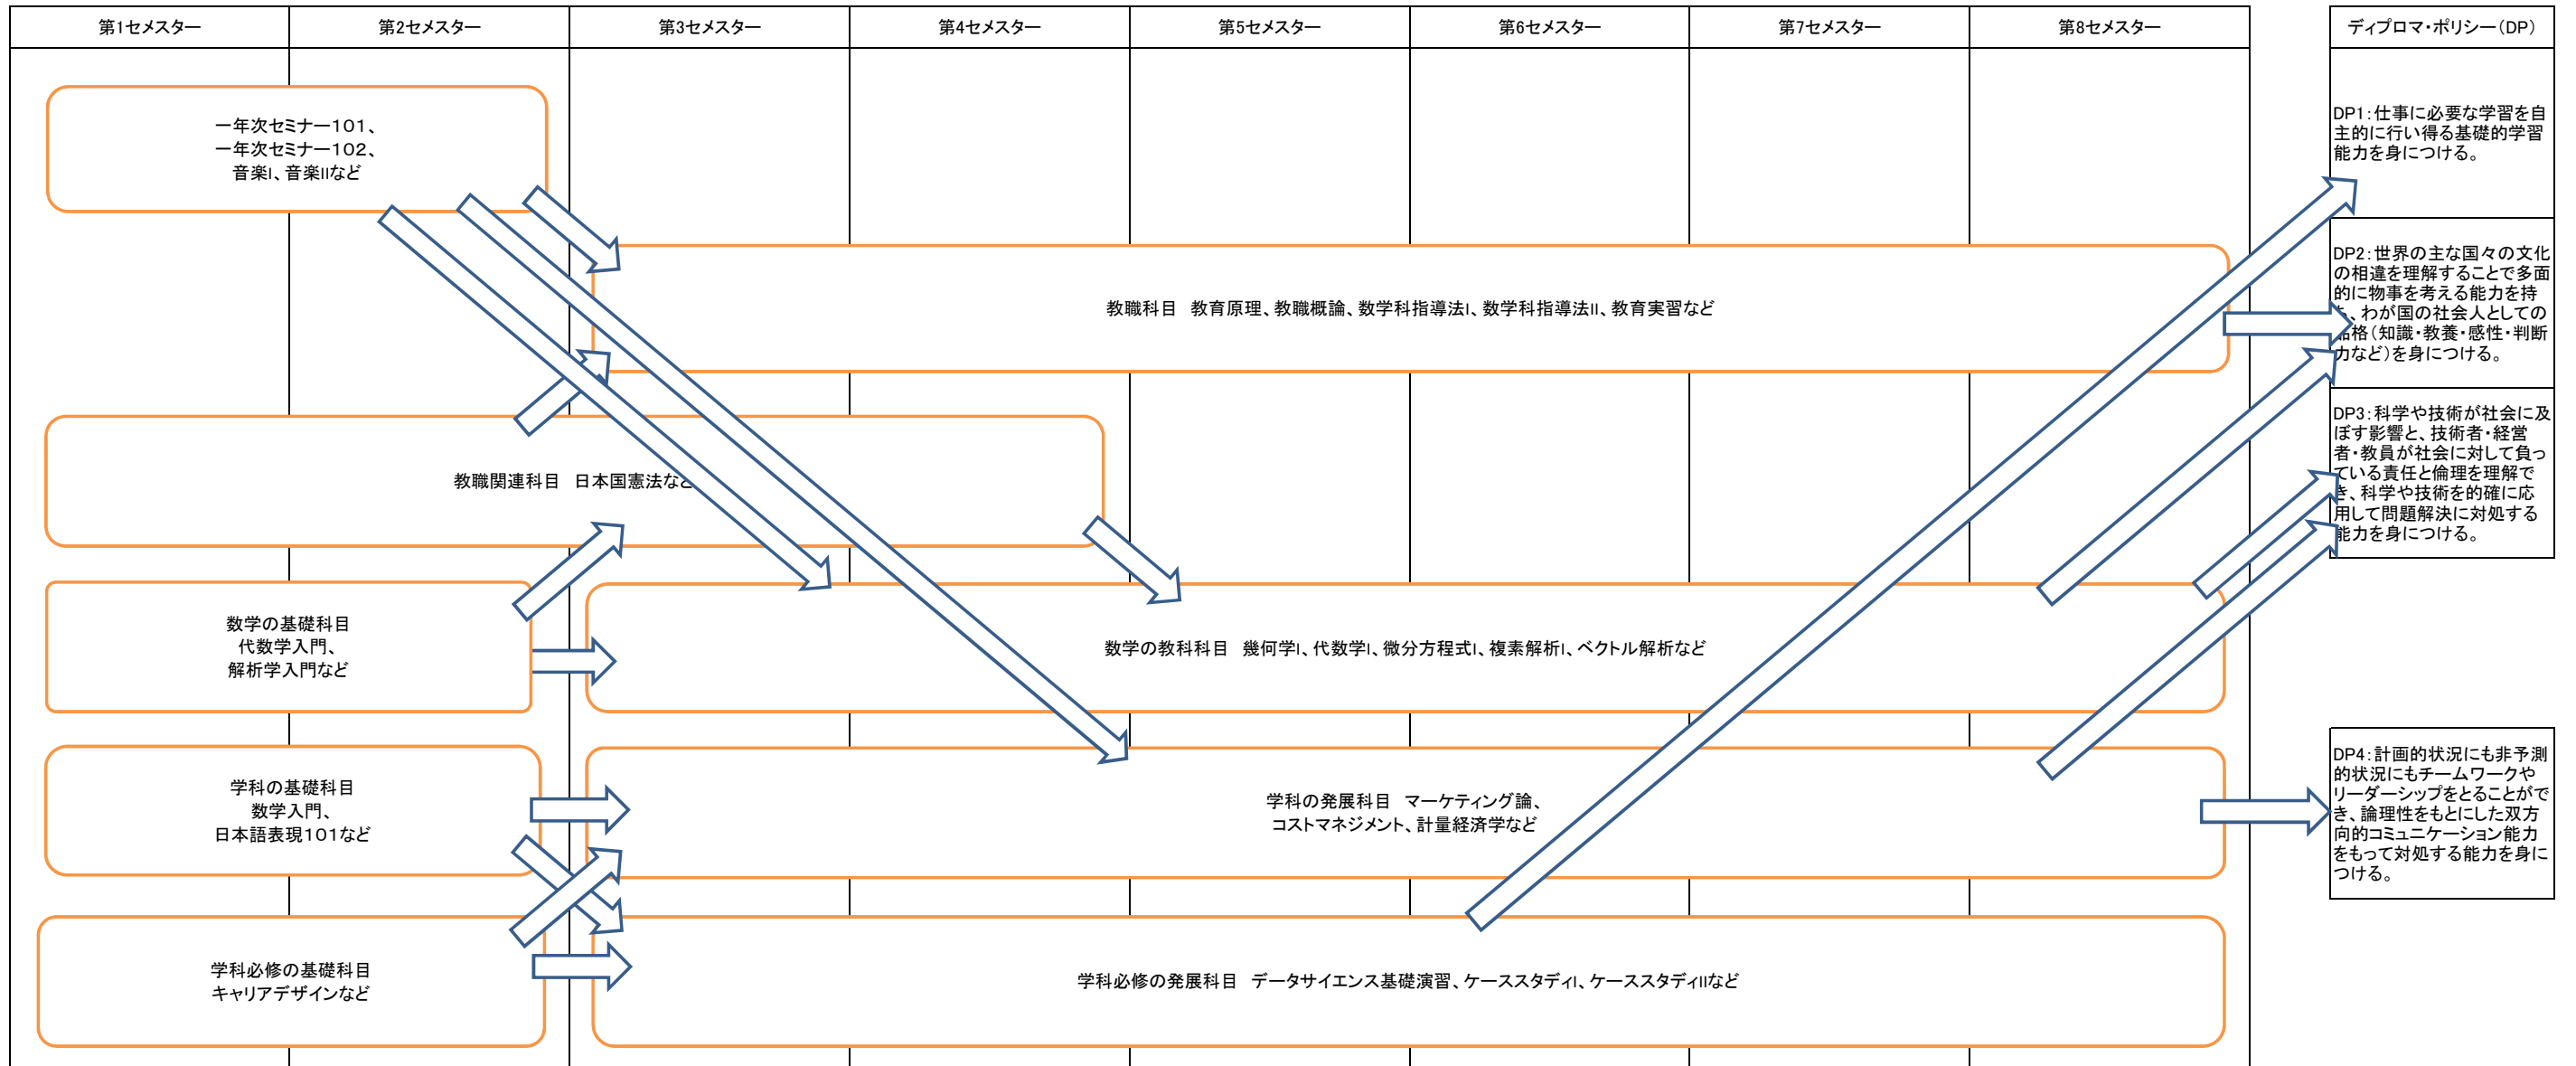 第1セメスター
第2セメスター
第3セメスター
第4セメスター
第5セメスター
第6セメスター
第7セメスター
第8セメスター
ディプロマ・ポリシー(DP)
一年次セミナー101、
一年次セミナー102、
音楽I、音楽IIなど
教職科目 教育原理、教職概論、数学科指導法I、数学科指導法II、教育実習など
教職関連科目 日本国憲法など
数学の基礎科目
代数学入門、
解析学入門など
数学の教科科目 幾何学I、代数学I、微分方程式I、複素解析I、ベクトル解析など
学科の基礎科目
数学入門、
日本語表現101など
学科の発展科目 マーケティング論、
コストマネジメント、計量経済学など
学科必修の基礎科目
キャリアデザインなど
学科必修の発展科目 データサイエンス基礎演習、ケーススタディI、ケーススタディIIなど
DP1:仕事に必要な学習を自
主的に行い得る基礎的学習
能力を身につける。
DP2:世界の主な国々の文化
の相違を理解することで多面
的に物事を考える能力を持
ち、わが国の社会人としての
品格(知識・教養・感性・判断
力など)を身につける。
DP3:科学や技術が社会に及
ぼす影響と、技術者・経営
者・教員が社会に対して負っ
ている責任と倫理を理解で
き、科学や技術を的確に応
用して問題解決に対処する
能力を身につける。
DP4:計画的状況にも非予測
的状況にもチームワークや
リーダーシップをとることがで
き、論理性をもとにした双方
向的コミュニケーション能力
をもって対処する能力を身に
つける。